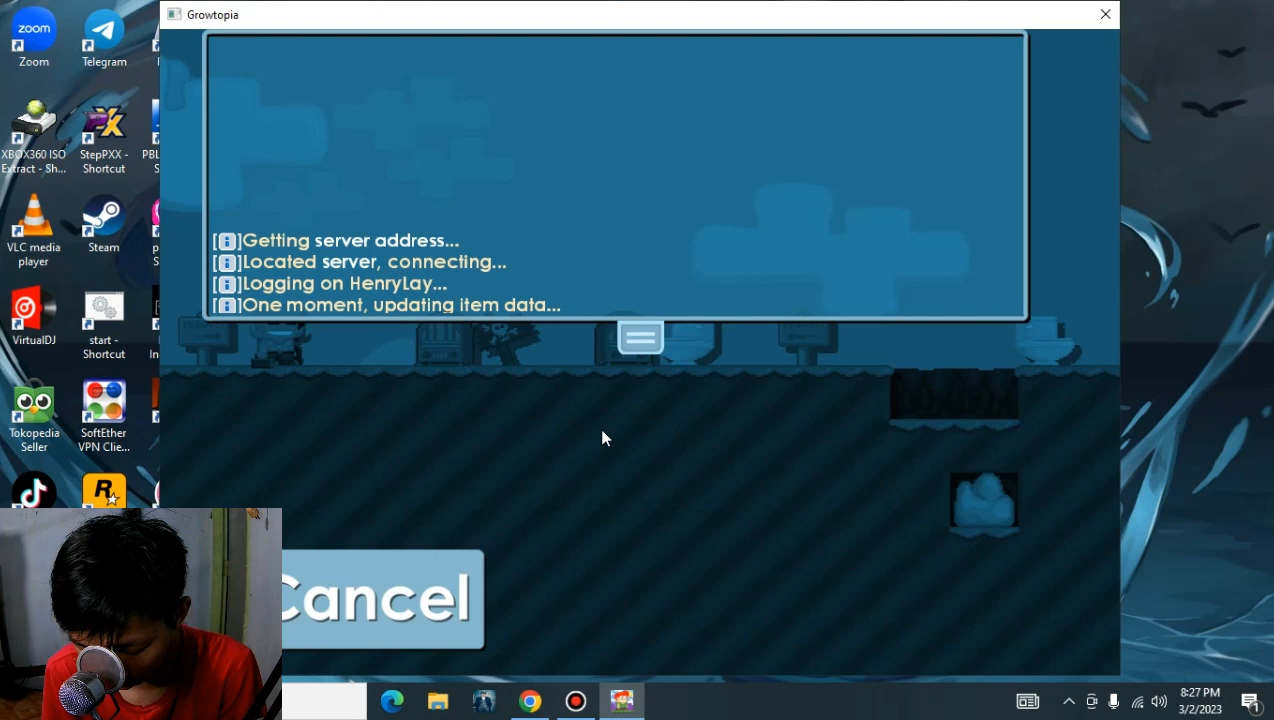 Growtopia
zoom
Zoom
Telegram
XBOX360 ISO
Extract - Sh...
StepPXX -
Shortcut
PBL
S
VLC media
player
Steam
VirtualDJ
start -
Shortcut
Tokopedia
Seller
SoftEther
VPN Clie...
[i]Getting server address...
[i]Located server, connecting...
[i]Logging on HenryLay...
[i]One moment, updating item data...
Cancel
8:27 PM
3/2/2023